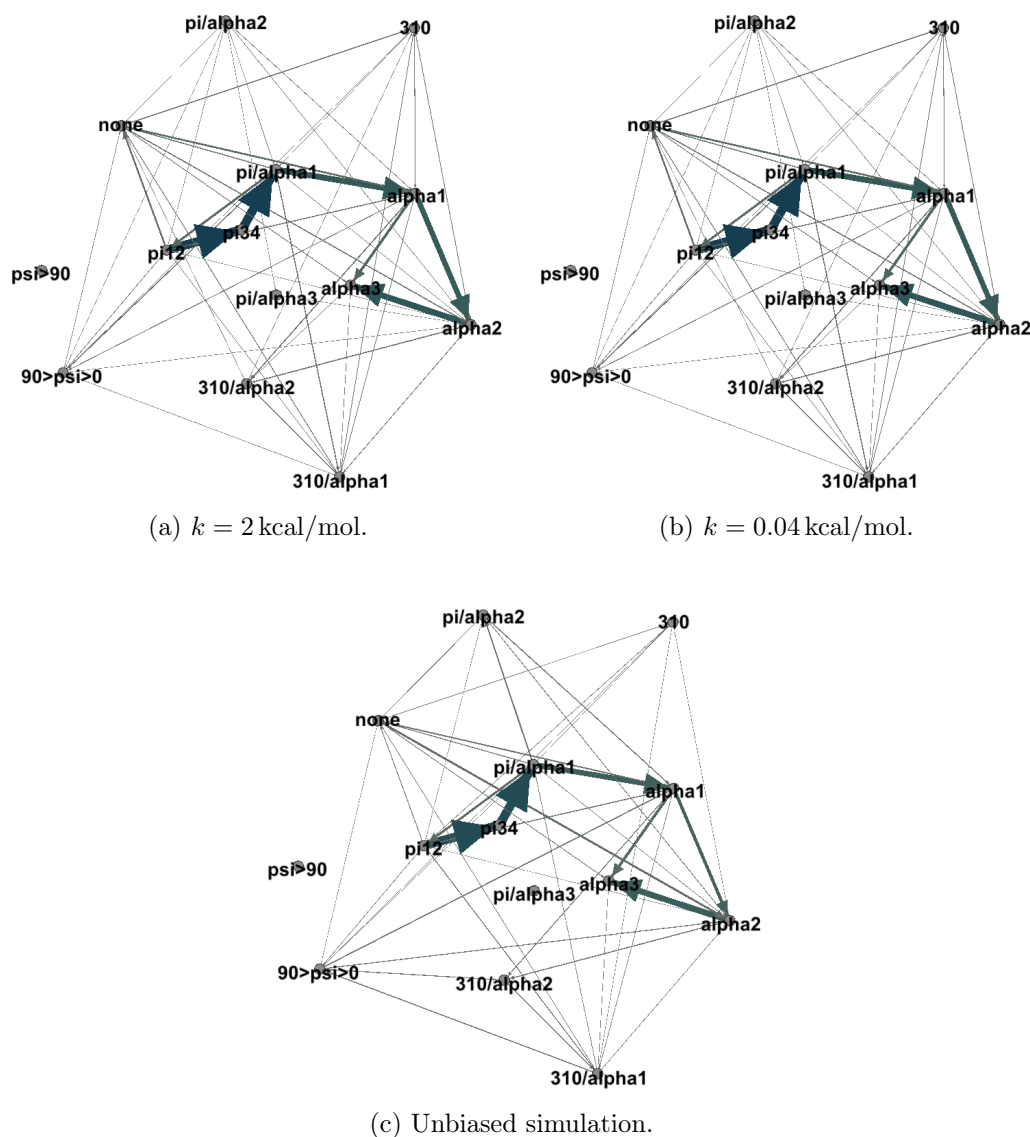 pi/alpha2
310
none
pi/alpha1
alpha1
pi34
pi12
psi>90
alpha3
pi/alpha3
alpha2
90>psi>0
310/alpha2
310/alpha1
(a) k = 2 kcal/mol.
pi/alpha2
310
none
pi/alpha1
alpha1
pi34
pi12
psi>90
alpha3
pi/alpha3
alpha2
90>psi>0
310/alpha2
310/alpha1
(b) k = 0.04 kcal/mol.
pi/alpha2
310
none
pi/alpha1
alpha1
pi34
pi12
psi>90
alpha3
pi/alpha3
alpha2
90>psi>0
310/alpha2
310/alpha1
(c) Unbiased simulation.